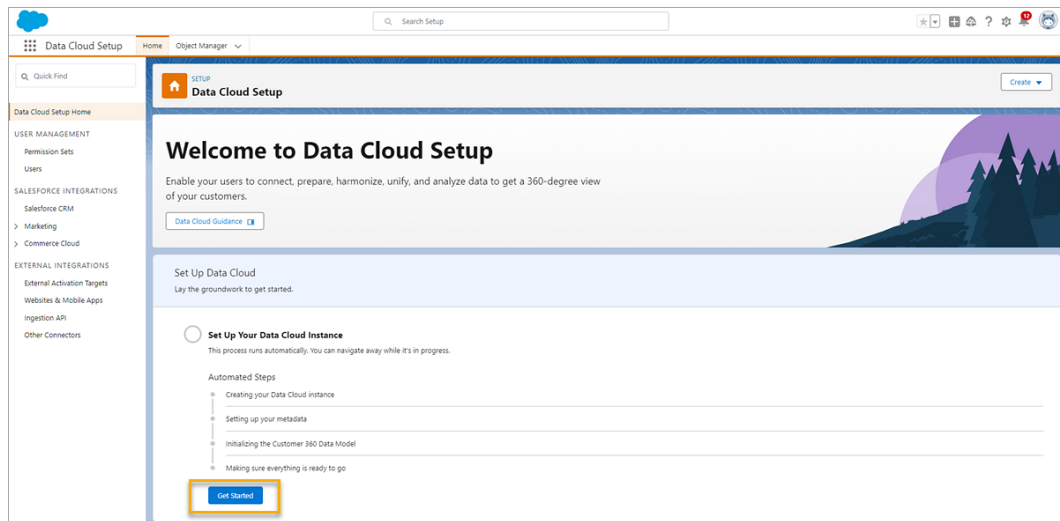 Search Setup
12
Data Cloud Setup
Home
Object Manager
Quick Find
Data Cloud Setup Home
USER MANAGEMENT
Permission Sets
Users
SALESFORCE INTEGRATIONS
Salesforce CRM
Marketing
Commerce Cloud
EXTERNAL INTEGRATIONS
External Activation Targets
Websites & Mobile Apps
Ingestion API
Other Connectors
SETUP
Data Cloud Setup
Create
Welcome to Data Cloud Setup
Enable your users to connect, prepare, harmonize, unify, and analyze data to get a 360-degree view
of your customers.
Data Cloud Guidance
Set Up Data Cloud
Lay the groundwork to get started.
Set Up Your Data Cloud Instance
This process runs automatically. You can navigate away while it's in progress.
Automated Steps
Creating your Data Cloud instance
Setting up your metadata
Initializing the Customer 360 Data Model
Making sure everything is ready to go
Get Started